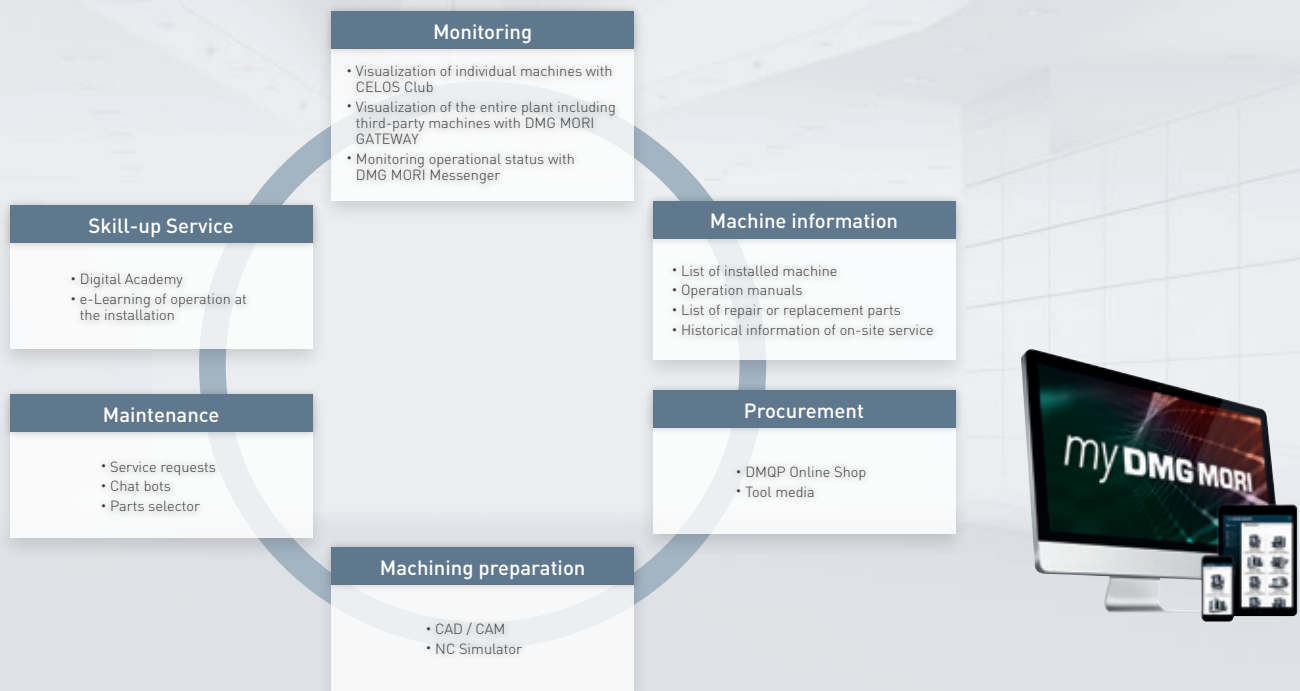 Monitoring
• Visualization of individual machines with
CELOS Club
• Visualization of the entire plant including
third-party machines with DMG MORI
GATEWAY
• Monitoring operational status with
DMG MORI Messenger
Skill-up Service
• Digital Academy
• e-Learning of operation at
the installation
Machine information
• List of installed machine
• Operation manuals
• List of repair or replacement parts
• Historical information of on-site service
Maintenance
• Service requests
• Chat bots
• Parts selector
Procurement
• DMQP Online Shop
• Tool media
Machining preparation
• CAD / CAM
• NC Simulator
my DMG MORI